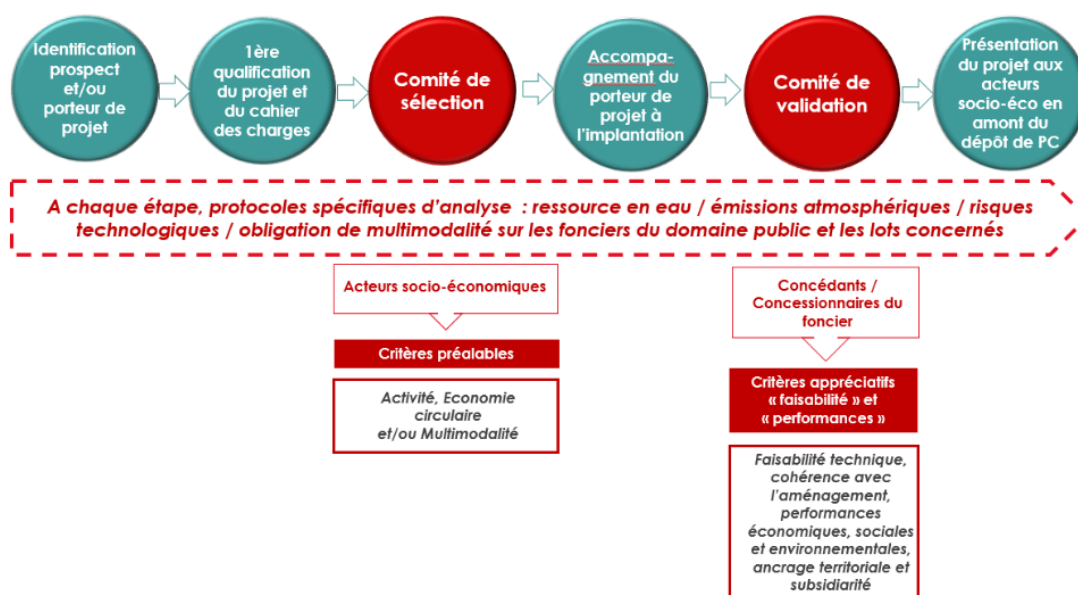 Identification
prospect
et/ou
porteur de
projet
1ère
qualification
du projet et
du cahier
des charges
Comité de
sélection
Accompa-
gnement du
porteur de
projet à
l'implantation
Comité de
validation
Présentation
du projet aux
acteurs
socio-éco en
amont du
dépôt de PC
A chaque étape, protocoles spécifiques d'analyse : ressource en eau / émissions atmosphériques / risques
technologiques / obligation de multimodalité sur les fonciers du domaine public et les lots concernés
Acteurs socio-économiques
Critères préalables
Activité, Economie
circulaire
et/ou Multimodalité
Concédants /
Concessionnaires du
foncier
Critères appréciatifs
« faisabilité » et
« performances »
Faisabilité technique,
cohérence avec
l'aménagement,
performances
économiques, sociales
et environnementales,
ancrage territoriale et
subsidiarité